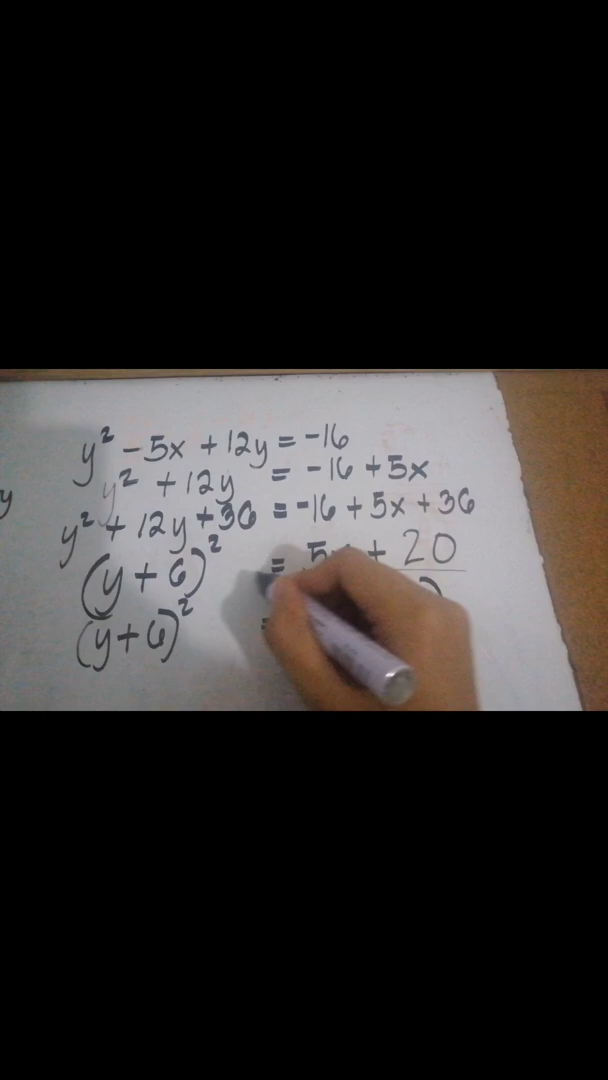 y² - 5x + 12y = -16
y² + 12y = -16 + 5x
y² + 12y + 36 = -16 + 5x + 36
(y + 6)² = 5x + 20
(y + 6)² =
y